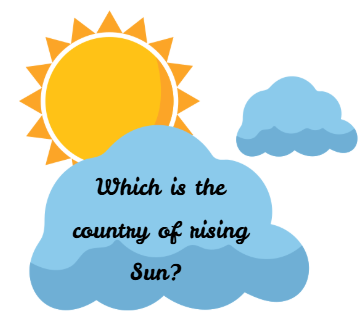 Which is the
country of rising
Sun?